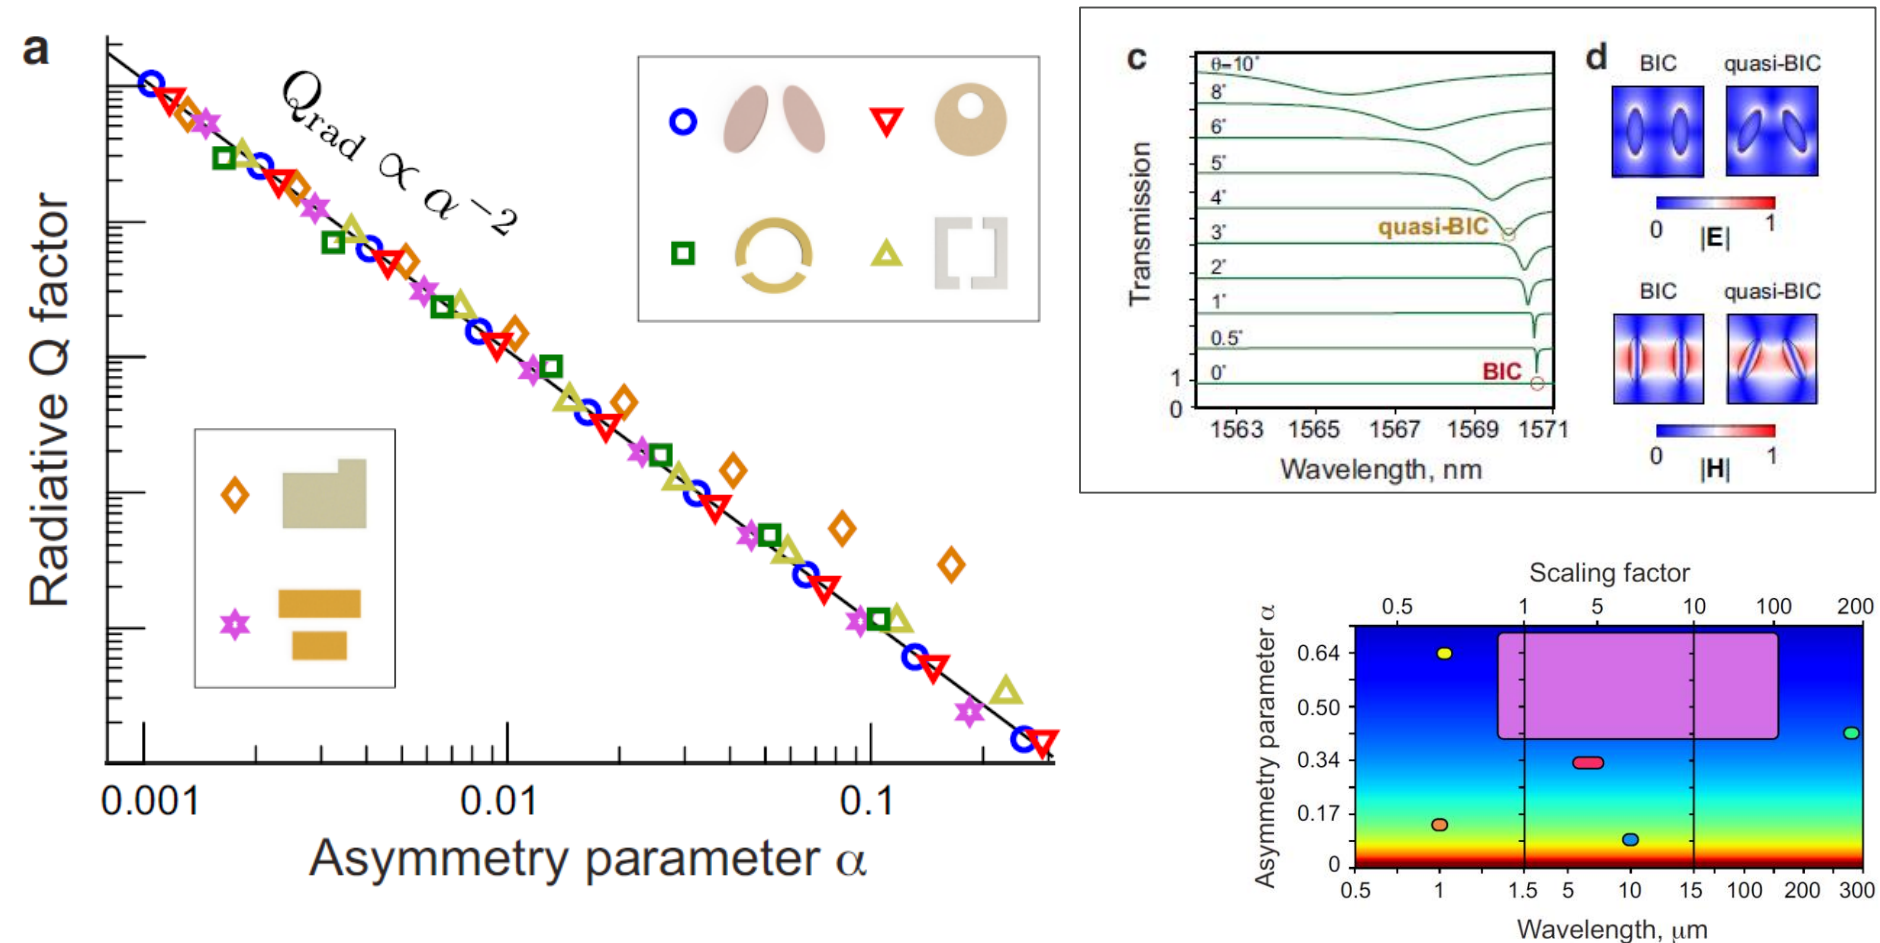 a
Q_rad ∝ α⁻²
Radiative Q factor
0.001
0.01
0.1
Asymmetry parameter α
c
θ=10°
8°
6°
5°
4°
3°
2°
1°
0.5°
0°
quasi-BIC
BIC
Transmission
1
0
1563 1565 1567 1569 1571
Wavelength, nm
d
BIC quasi-BIC
0 1
|E|
BIC quasi-BIC
0 1
|H|
Scaling factor
0.5 1 5 10 100 200
Asymmetry parameter α
0.64
0.50
0.34
0.17
0
0.5 1 1.5 5 10 15 100 200 300
Wavelength, μm